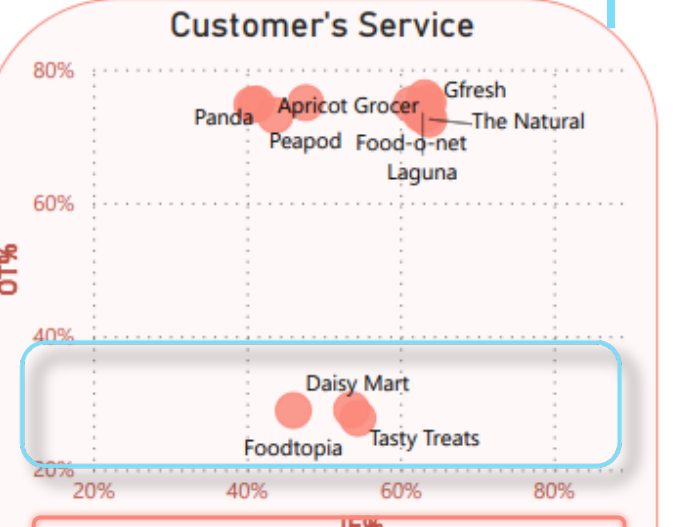 Customer's Service
80%
Gfresh
Apricot Grocer
Panda
The Natural
Peapod
Food-o-net
Laguna
60%
OT%
40%
Daisy Mart
Tasty Treats
Foodtopia
20%
20%
40%
60%
80%
IF%